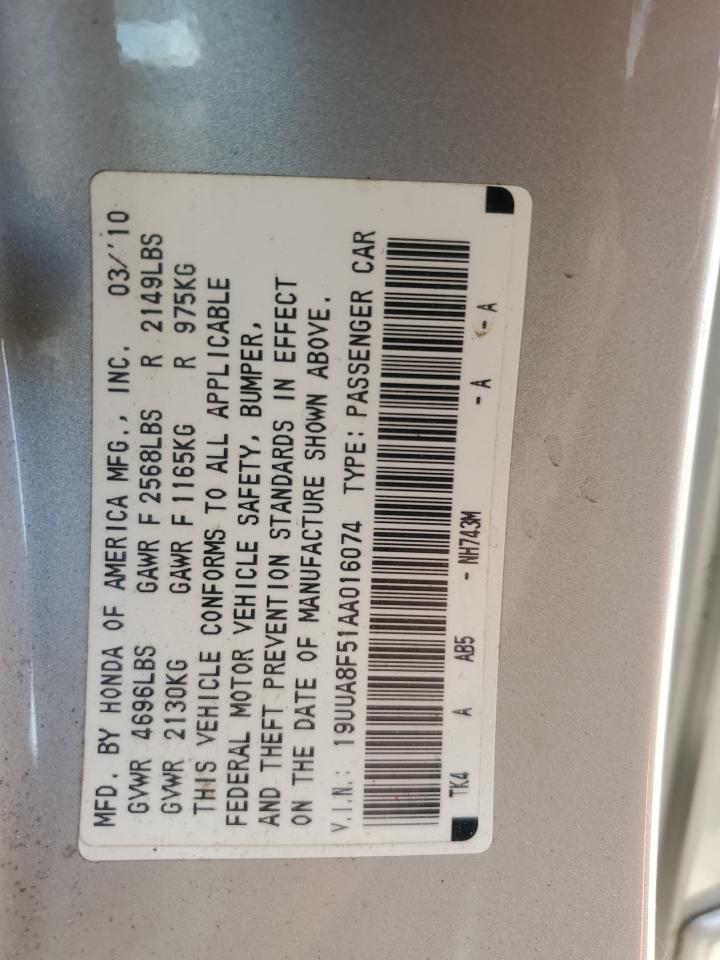 MFD. BY HONDA OF AMERICA MFG., INC. 03/'10
GVWR 4696LBS GAWR F 2568LBS R 2149LBS
GVWR 2130KG GAWR F 1165KG R 975KG
THIS VEHICLE CONFORMS TO ALL APPLICABLE
FEDERAL MOTOR VEHICLE SAFETY, BUMPER,
AND THEFT PREVENTION STANDARDS IN EFFECT
ON THE DATE OF MANUFACTURE SHOWN ABOVE.
V.I.N.: 19UUA8F51AA016074 TYPE: PASSENGER CAR
TK4 A AB5 - NH743M - A - A